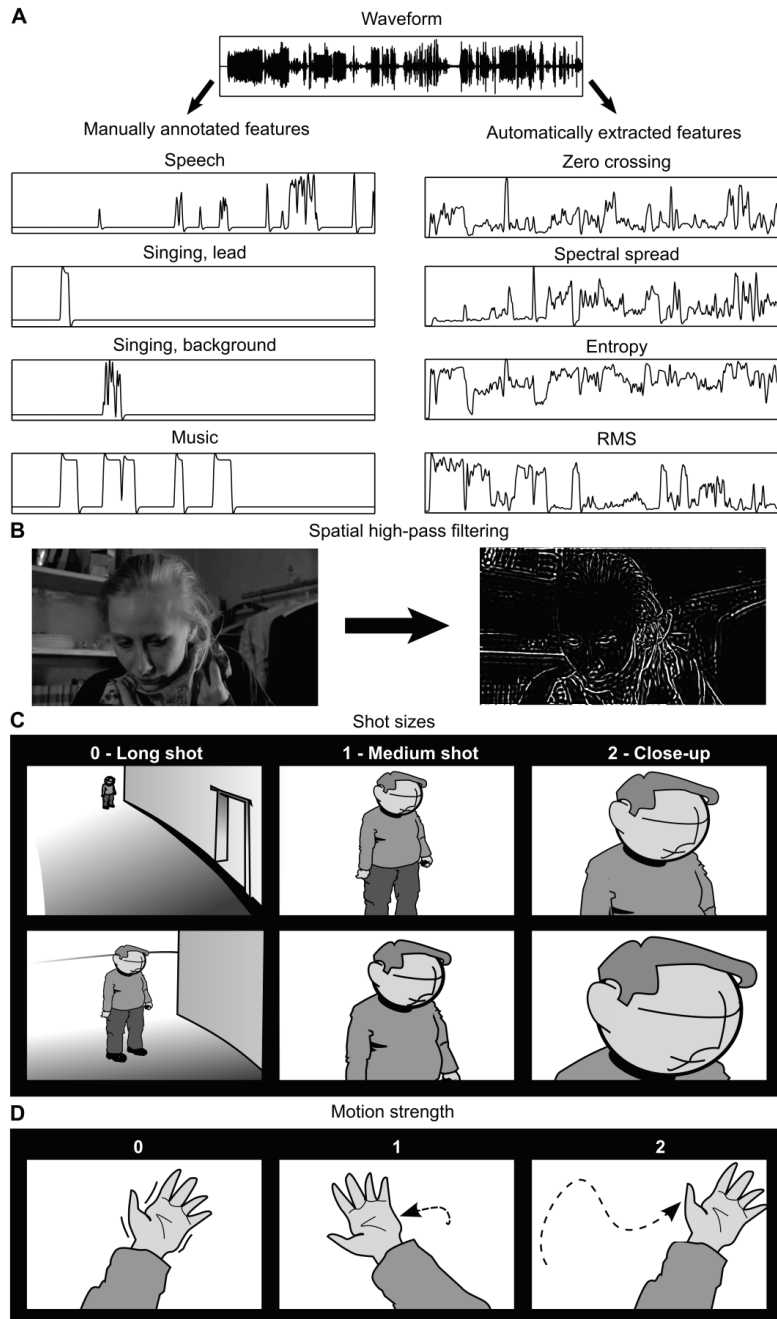 A
Waveform
Manually annotated features
Automatically extracted features
Speech
Zero crossing
Singing, lead
Spectral spread
Singing, background
Entropy
Music
RMS
B
Spatial high-pass filtering
C
Shot sizes
0 - Long shot
1 - Medium shot
2 - Close-up
D
Motion strength
0
1
2